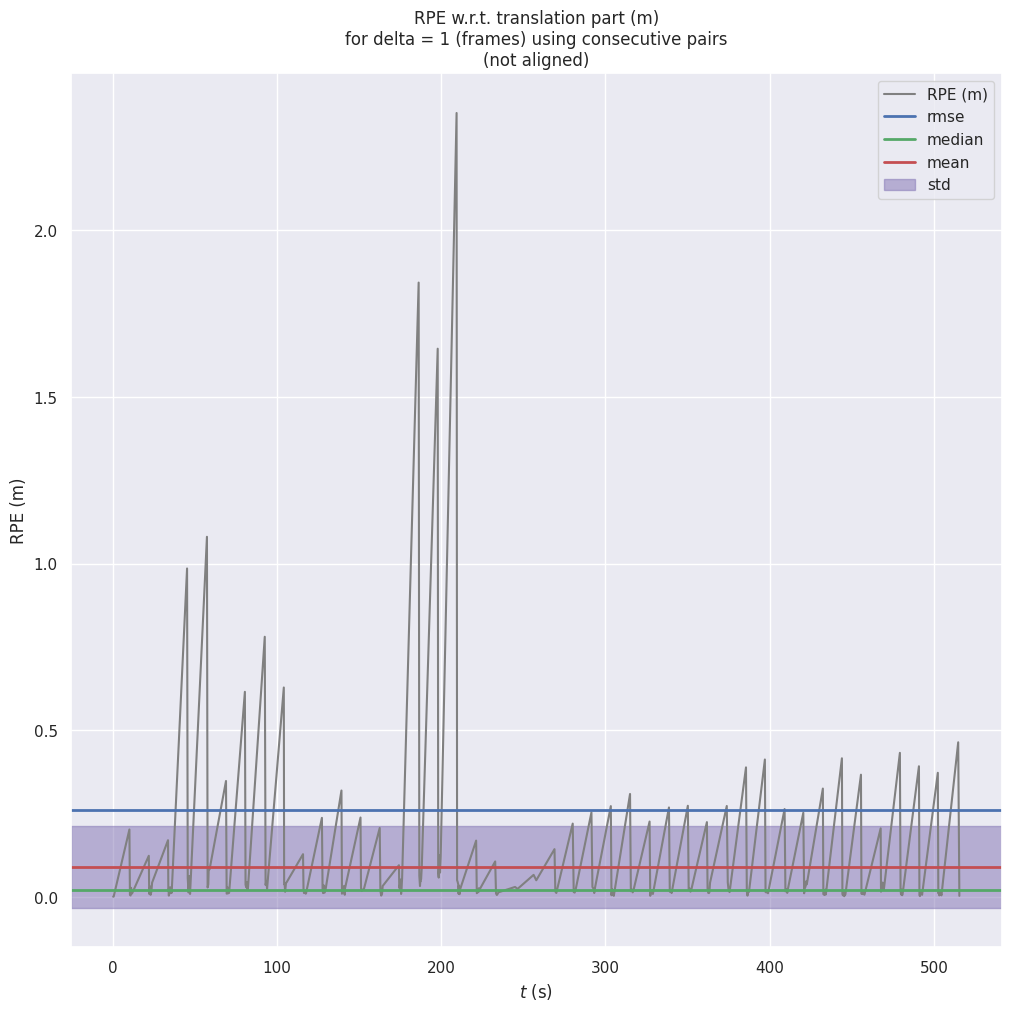 RPE w.r.t. translation part (m)
for delta = 1 (frames) using consecutive pairs
(not aligned)
RPE (m)
rmse
median
mean
std
RPE (m)
2.0
1.5
1.0
0.5
0.0
0
100
200
300
400
500
t (s)